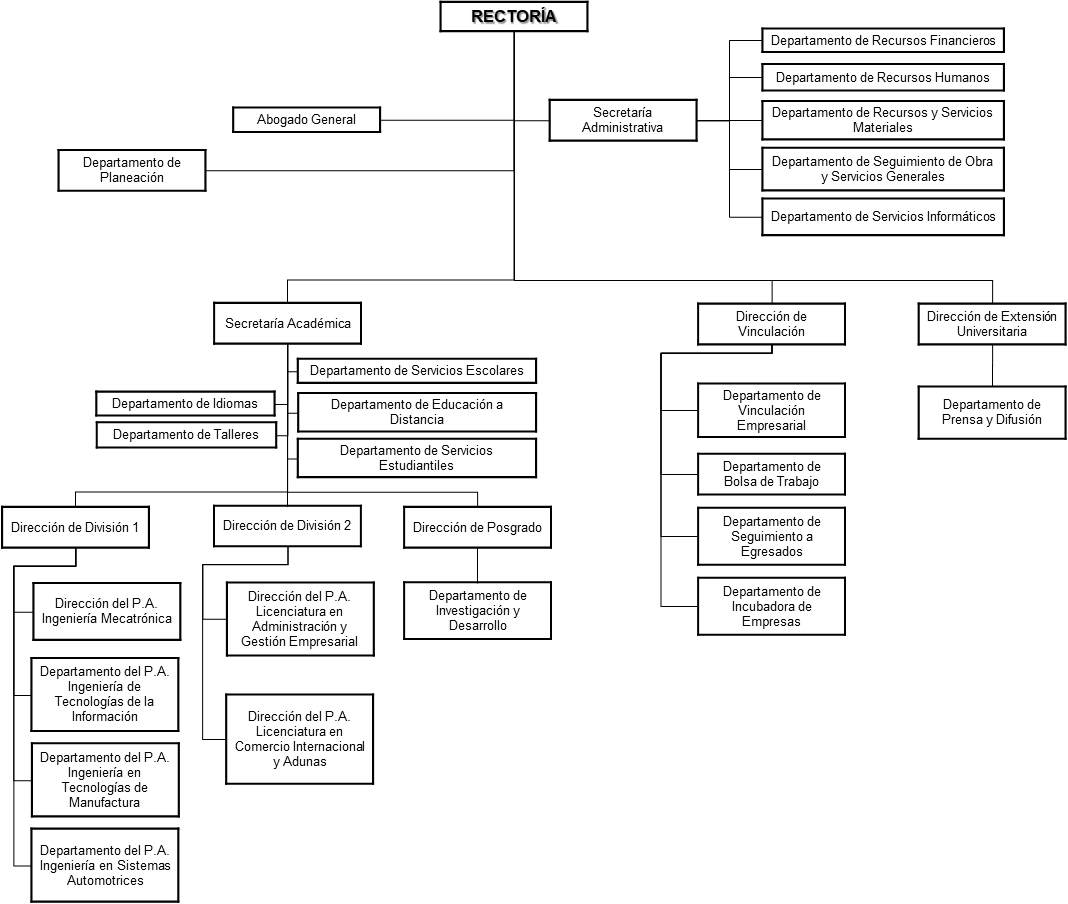 RECTORÍA
Departamento de Recursos Financieros
Departamento de Recursos Humanos
Abogado General
Secretaría
Administrativa
Departamento de Recursos y Servicios
Materiales
Departamento de
Planeación
Departamento de Seguimiento de Obra
y Servicios Generales
Departamento de Servicios Informáticos
Secretaría Académica
Dirección de
Vinculación
Dirección de Extensión
Universitaria
Departamento de Servicios Escolares
Departamento de Idiomas
Departamento de Educación a
Distancia
Departamento de Talleres
Departamento de Servicios
Estudiantiles
Departamento de
Vinculación
Empresarial
Departamento de
Prensa y Difusión
Departamento de
Bolsa de Trabajo
Departamento de
Seguimiento a
Egresados
Departamento de
Incubadora de
Empresas
Dirección de División 1
Dirección de División 2
Dirección de Posgrado
Dirección del P.A.
Ingeniería Mecatrónica
Departamento del P.A.
Ingeniería de
Tecnologías de la
Información
Departamento del P.A.
Ingeniería en
Tecnologías de
Manufactura
Departamento del P.A.
Ingeniería en Sistemas
Automotrices
Dirección del P.A.
Licenciatura en
Administración y
Gestión Empresarial
Dirección del P.A.
Licenciatura en
Comercio Internacional
y Adunas
Departamento de
Investigación y
Desarrollo